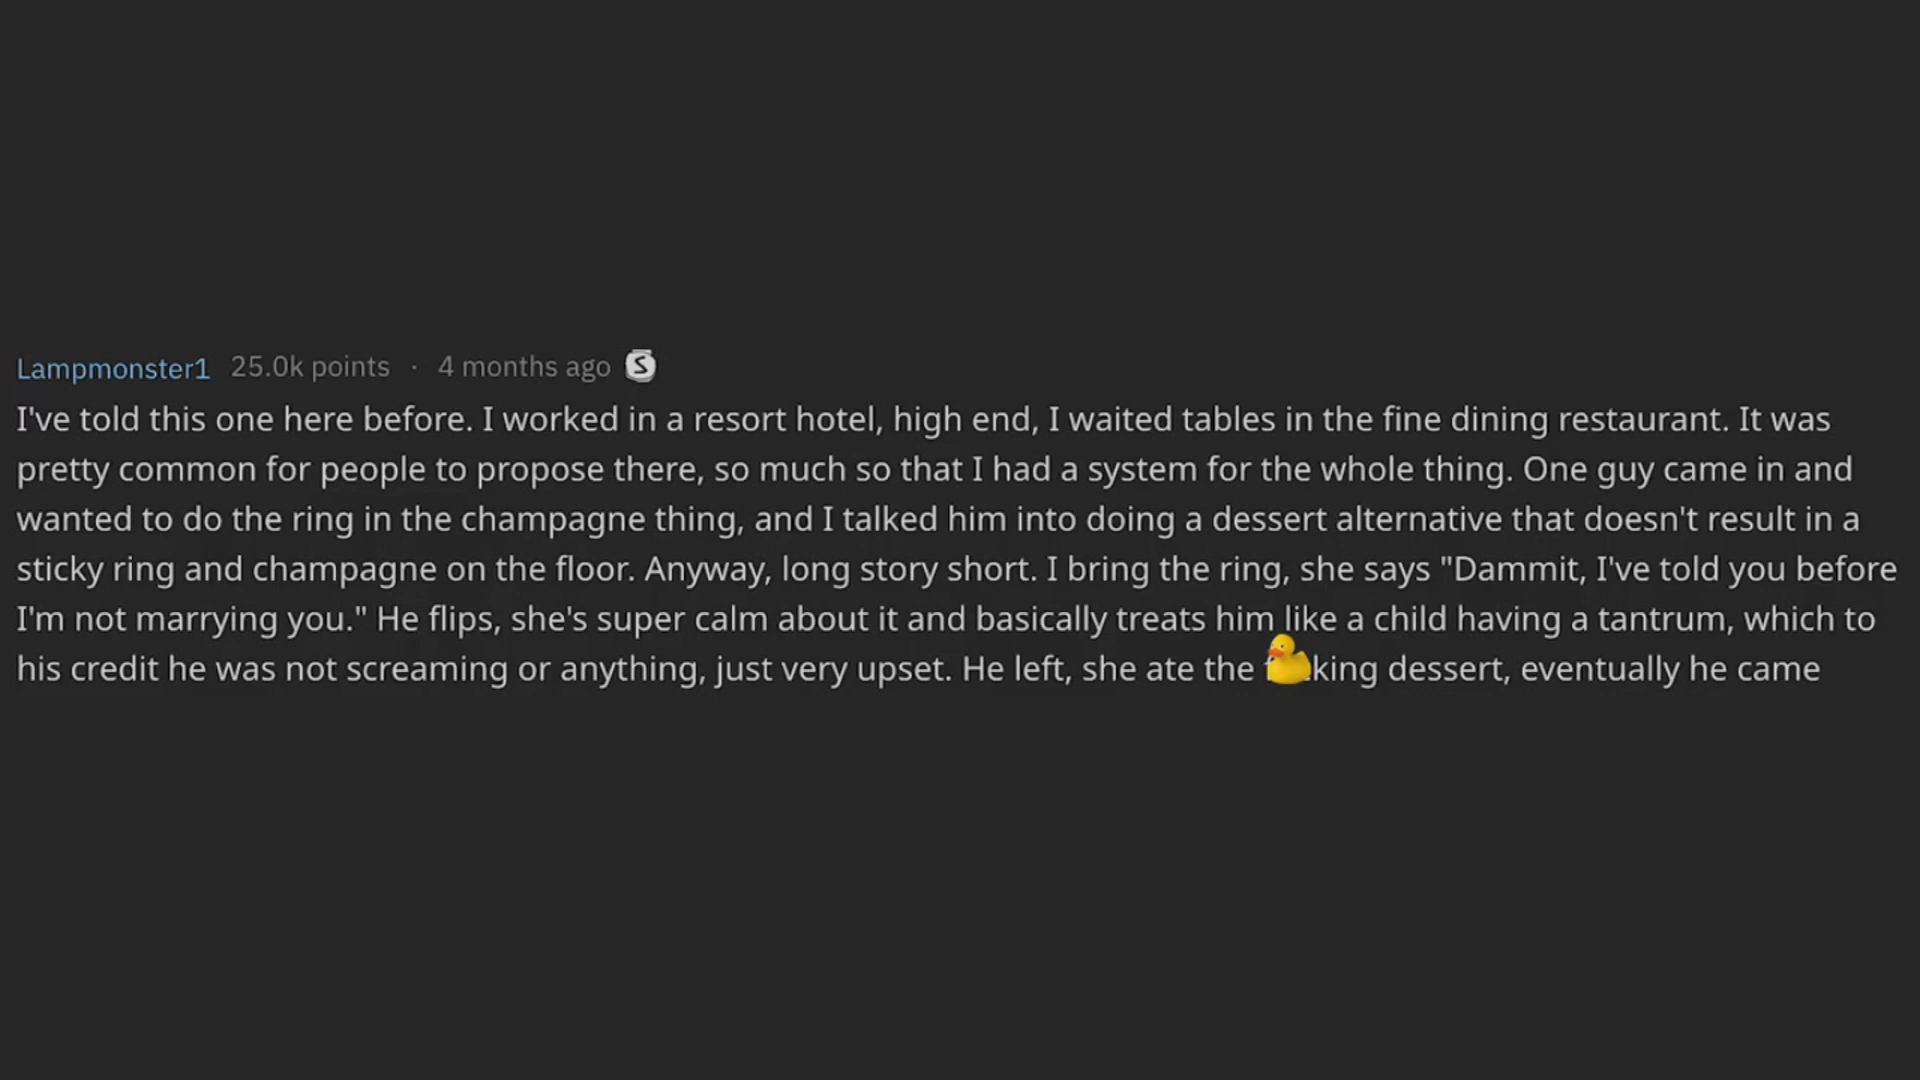 Lampmonster1 25.0k points · 4 months ago S
I've told this one here before. I worked in a resort hotel, high end, I waited tables in the fine dining restaurant. It was
pretty common for people to propose there, so much so that I had a system for the whole thing. One guy came in and
wanted to do the ring in the champagne thing, and I talked him into doing a dessert alternative that doesn't result in a
sticky ring and champagne on the floor. Anyway, long story short. I bring the ring, she says "Dammit, I've told you before
I'm not marrying you." He flips, she's super calm about it and basically treats him like a child having a tantrum, which to
his credit he was not screaming or anything, just very upset. He left, she ate the king dessert, eventually he came